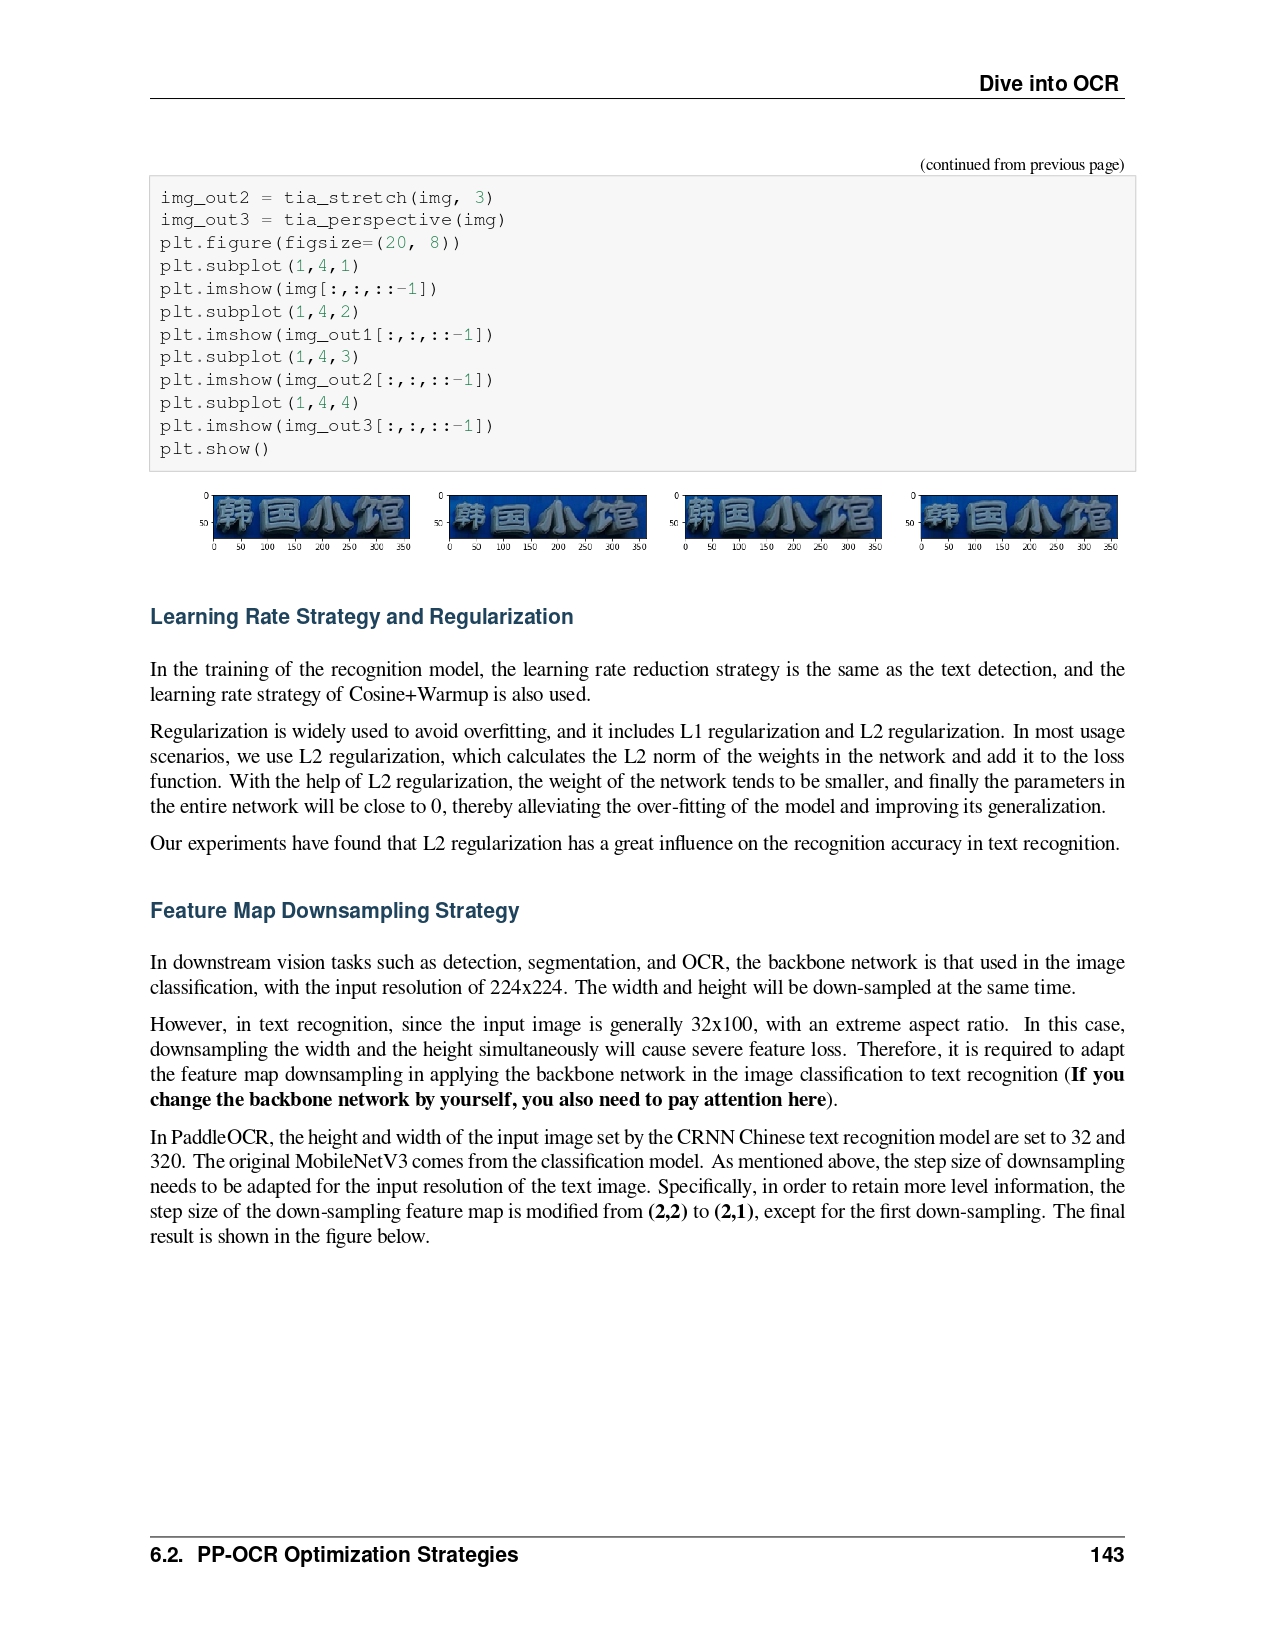 Dive into OCR
(continued from previous page)
img_out2 = tia_stretch(img, 3)
img_out3 = tia_perspective(img)
plt.figure(figsize=(20, 8))
plt.subplot(1,4,1)
plt.imshow(img[:,:,::-1])
plt.subplot(1,4,2)
plt.imshow(img_out1[:,:,::-1])
plt.subplot(1,4,3)
plt.imshow(img_out2[:,:,::-1])
plt.subplot(1,4,4)
plt.imshow(img_out3[:,:,::-1])
plt.show()
0 韩国小馆 0 韩国小馆 0 韩国小馆 0 韩国小馆
50 50 50 50
0 50 100 150 200 250 300 350 0 50 100 150 200 250 300 350 0 50 100 150 200 250 300 350 0 50 100 150 200 250 300 350
Learning Rate Strategy and Regularization
In the training of the recognition model, the learning rate reduction strategy is the same as the text detection, and the
learning rate strategy of Cosine+Warmup is also used.
Regularization is widely used to avoid overfitting, and it includes L1 regularization and L2 regularization. In most usage
scenarios, we use L2 regularization, which calculates the L2 norm of the weights in the network and add it to the loss
function. With the help of L2 regularization, the weight of the network tends to be smaller, and finally the parameters in
the entire network will be close to 0, thereby alleviating the over-fitting of the model and improving its generalization.
Our experiments have found that L2 regularization has a great influence on the recognition accuracy in text recognition.
Feature Map Downsampling Strategy
In downstream vision tasks such as detection, segmentation, and OCR, the backbone network is that used in the image
classification, with the input resolution of 224x224. The width and height will be down-sampled at the same time.
However, in text recognition, since the input image is generally 32x100, with an extreme aspect ratio. In this case,
downsampling the width and the height simultaneously will cause severe feature loss. Therefore, it is required to adapt
the feature map downsampling in applying the backbone network in the image classification to text recognition (If you
change the backbone network by yourself, you also need to pay attention here).
In PaddleOCR, the height and width of the input image set by the CRNN Chinese text recognition model are set to 32 and
320. The original MobileNetV3 comes from the classification model. As mentioned above, the step size of downsampling
needs to be adapted for the input resolution of the text image. Specifically, in order to retain more level information, the
step size of the down-sampling feature map is modified from (2,2) to (2,1), except for the first down-sampling. The final
result is shown in the figure below.
6.2. PP-OCR Optimization Strategies 143